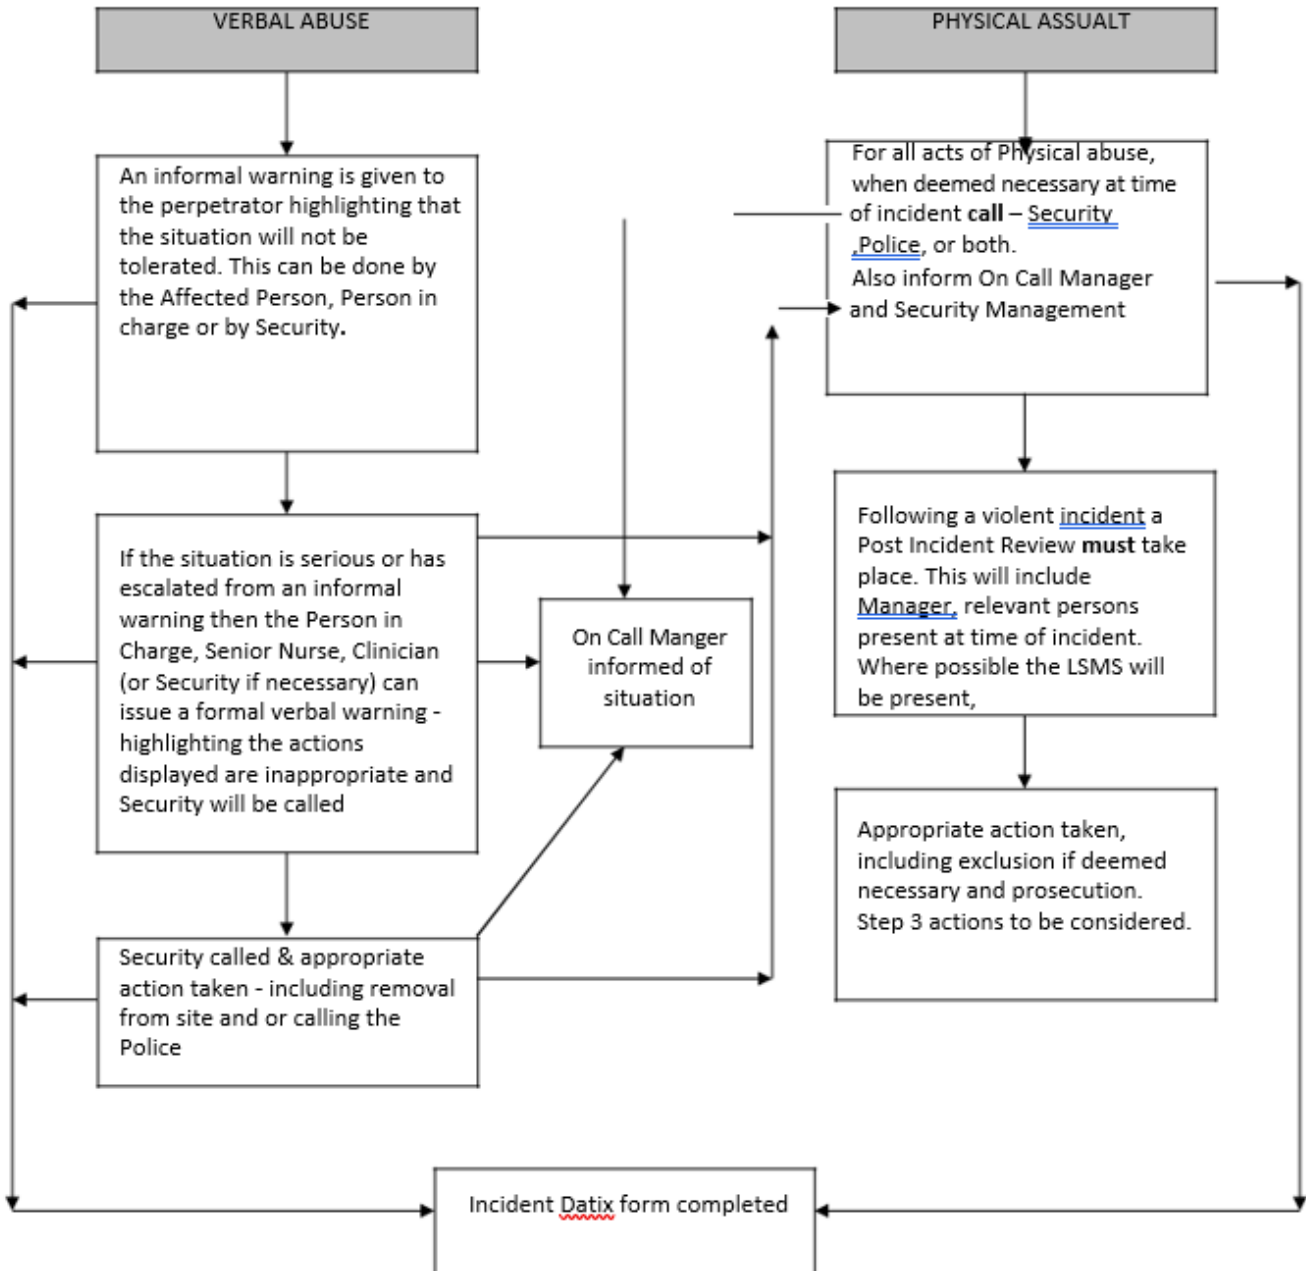 VERBAL ABUSE
An informal warning is given to
the perpetrator highlighting that
the situation will not be
tolerated. This can be done by
the Affected Person, Person in
charge or by Security.
If the situation is serious or has
escalated from an informal
warning then the Person in
Charge, Senior Nurse, Clinician
(or Security if necessary) can
issue a formal verbal warning -
highlighting the actions
displayed are inappropriate and
Security will be called
Security called & appropriate
action taken - including removal
from site and or calling the
Police
On Call Manger
informed of
situation
PHYSICAL ASSUALT
For all acts of Physical abuse,
when deemed necessary at time
of incident call – Security
,Police, or both.
Also inform On Call Manager
and Security Management
Following a violent incident a
Post Incident Review must take
place. This will include
Manager, relevant persons
present at time of incident.
Where possible the LSMS will
be present,
Appropriate action taken,
including exclusion if deemed
necessary and prosecution.
Step 3 actions to be considered.
Incident Datix form completed